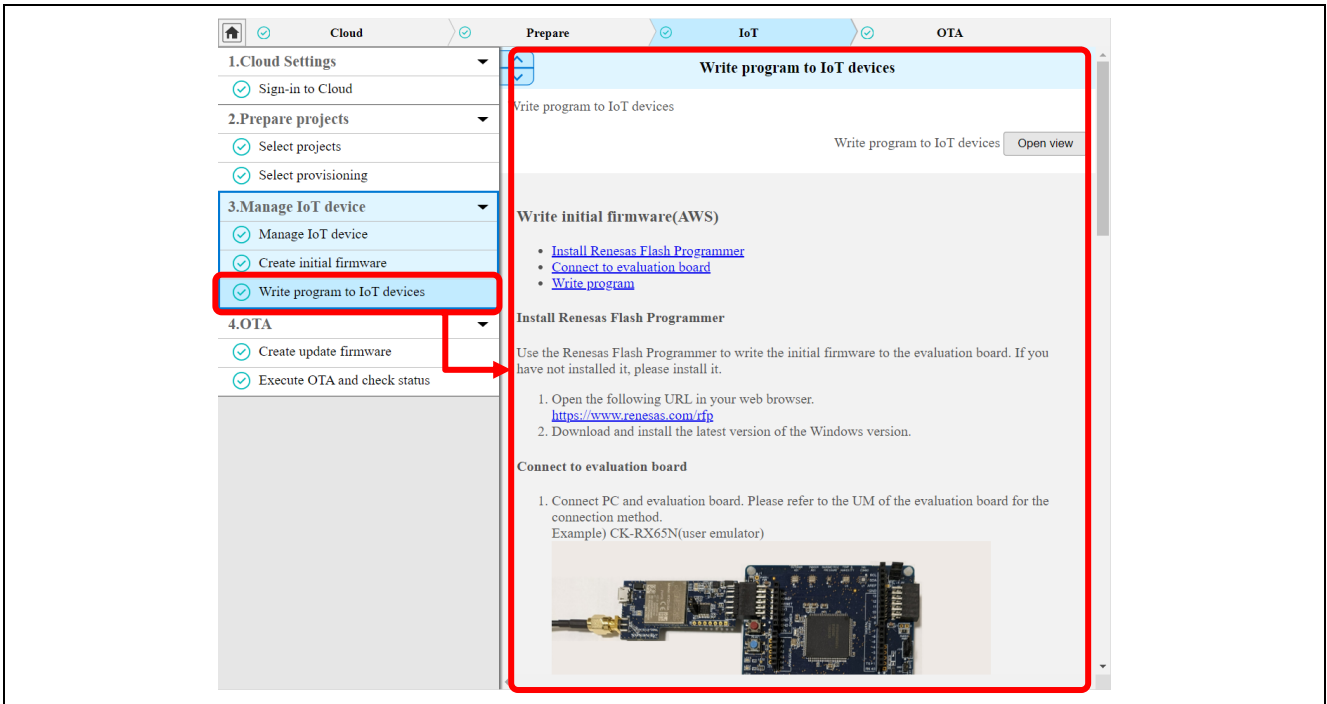 Cloud
Prepare
IoT
OTA
1.Cloud Settings
Sign-in to Cloud
2.Prepare projects
Select projects
Select provisioning
3.Manage IoT device
Manage IoT device
Create initial firmware
Write program to IoT devices
4.OTA
Create update firmware
Execute OTA and check status
Write program to IoT devices
Write program to IoT devices
Write program to IoT devices Open view
Write initial firmware(AWS)
• Install Renesas Flash Programmer
• Connect to evaluation board
• Write program
Install Renesas Flash Programmer
Use the Renesas Flash Programmer to write the initial firmware to the evaluation board. If you
have not installed it, please install it.
1. Open the following URL in your web browser.
https://www.renesas.com/rfp
2. Download and install the latest version of the Windows version.
Connect to evaluation board
1. Connect PC and evaluation board. Please refer to the UM of the evaluation board for the
connection method.
Example) CK-RX65N(user emulator)